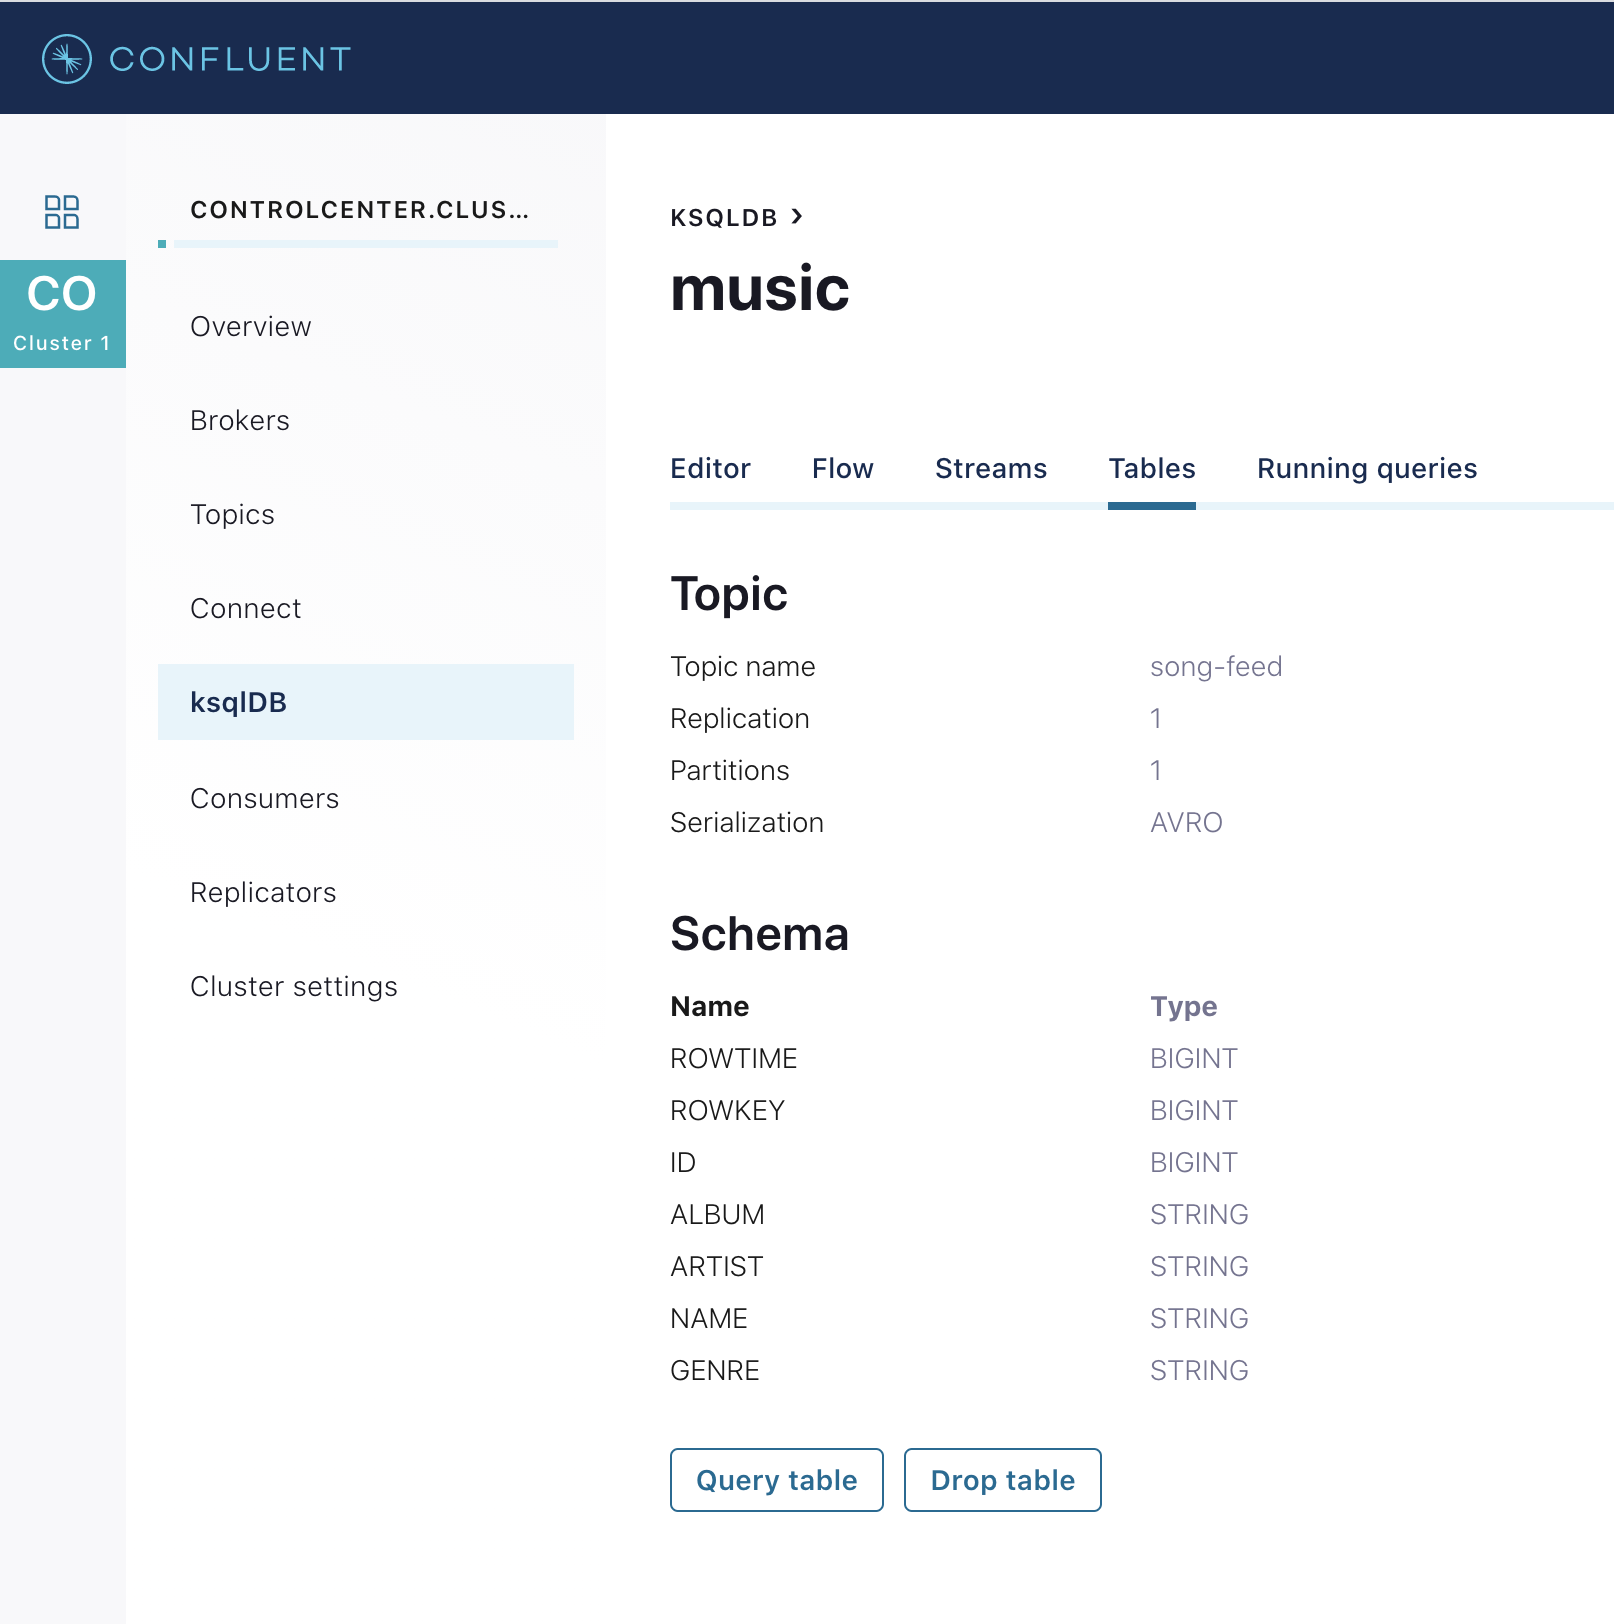 CONFLUENT
CO
Cluster 1
CONTROLCENTER.CLUS...
Overview
Brokers
Topics
Connect
ksqlDB
Consumers
Replicators
Cluster settings
KSQLDB >
music
Editor Flow Streams Tables Running queries
Topic
Topic name song-feed
Replication 1
Partitions 1
Serialization AVRO
Schema
Name Type
ROWTIME BIGINT
ROWKEY BIGINT
ID BIGINT
ALBUM STRING
ARTIST STRING
NAME STRING
GENRE STRING
Query table Drop table